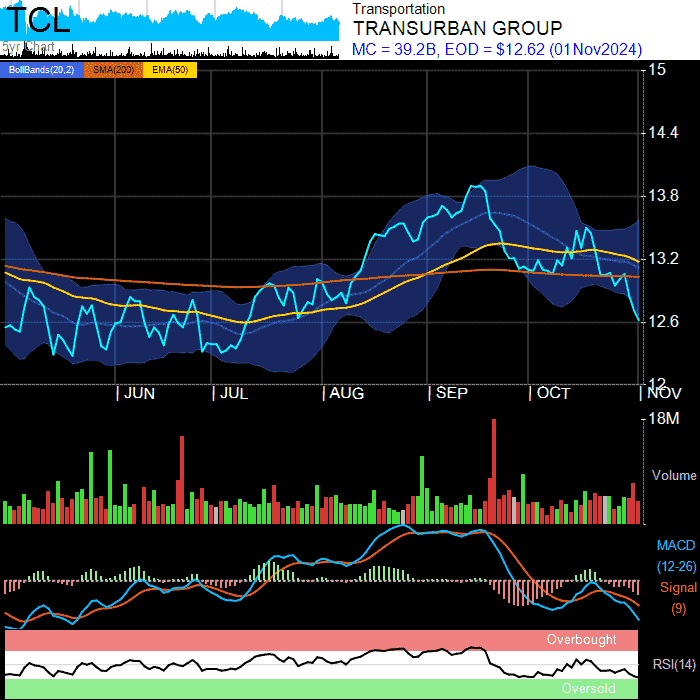 TCL
5yr Chart
Transportation
TRANSURBAN GROUP
MC = 39.2B, EOD = $12.62 (01Nov2024)
BollBands(20,2) SMA(200) EMA(50)
15
14.4
13.8
13.2
12.6
12
JUN JUL AUG SEP OCT NOV
18M
Volume
MACD
(12-26)
Signal
(9)
Overbought
RSI(14)
Oversold